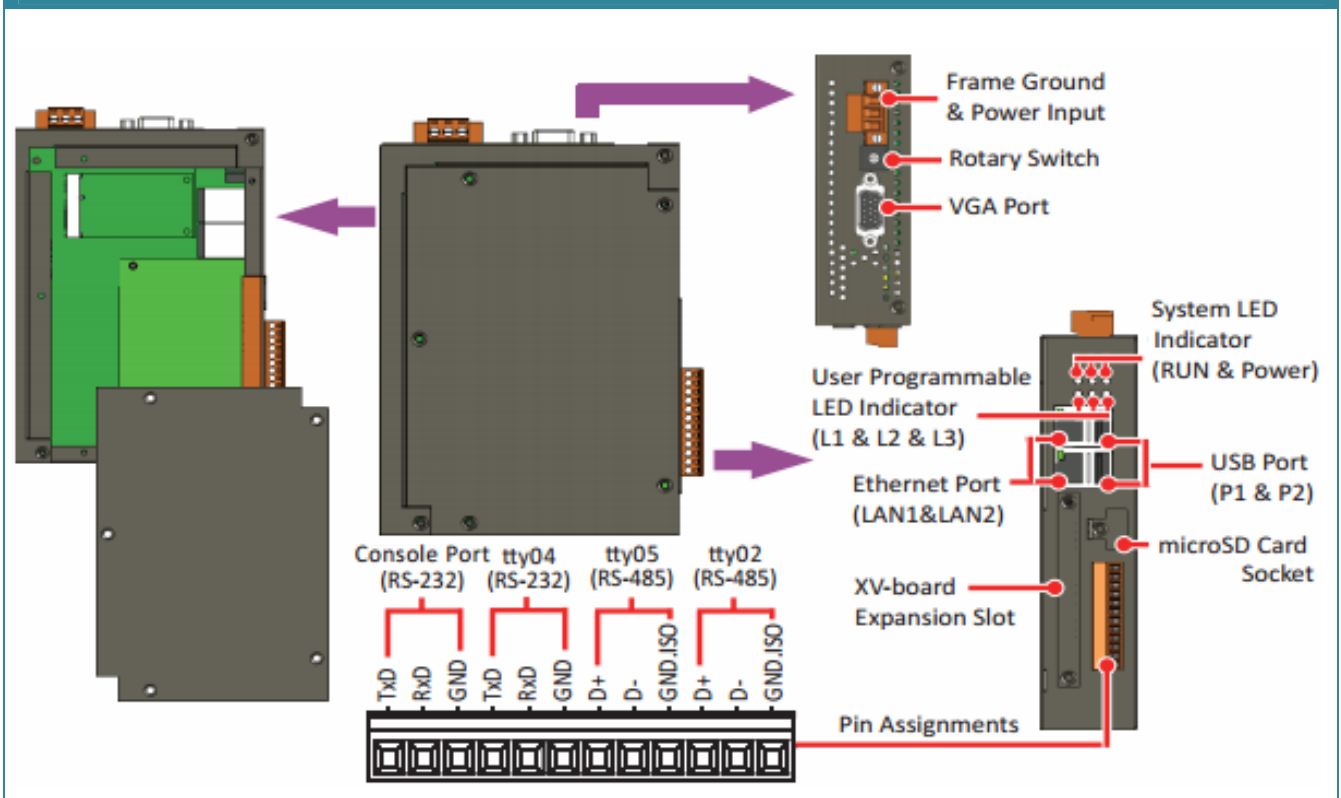 Frame Ground
& Power Input
Rotary Switch
VGA Port
System LED
Indicator
(RUN & Power)
User Programmable
LED Indicator
(L1 & L2 & L3)
Ethernet Port
(LAN1&LAN2)
USB Port
(P1 & P2)
microSD Card
Socket
XV-board
Expansion Slot
Pin Assignments
Console Port
(RS-232)
tty04
(RS-232)
tty05
(RS-485)
tty02
(RS-485)
TxD
RxD
GND
TxD
RxD
GND
D+
D-
GND.ISO
D+
D-
GND.ISO